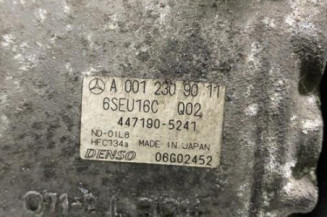 A 001 230 90 11
6SEU16C Q02
447190-5241
ND-OIL8
HFC134a MADE IN JAPAN
DENSO 06G02452